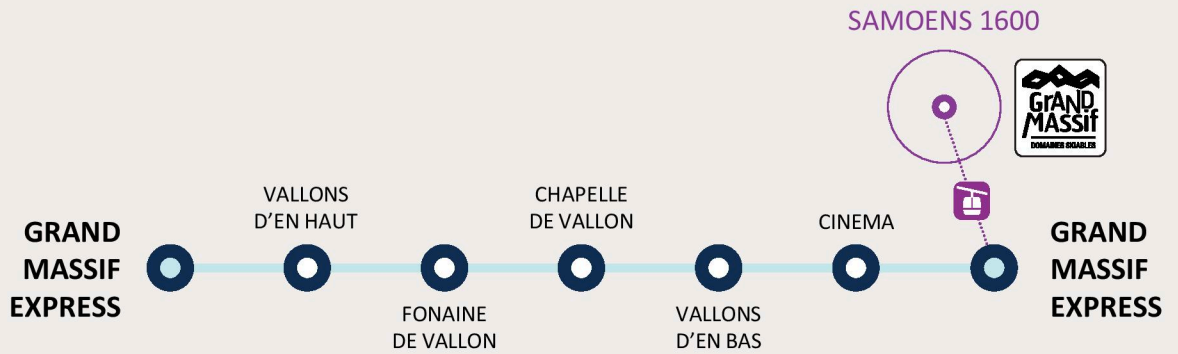 SAMOENS 1600
GrAND
MASSif
DOMAINES SKIABLES
VALLONS
D'EN HAUT
CHAPELLE
DE VALLON
CINEMA
GRAND
MASSIF
EXPRESS
GRAND
MASSIF
EXPRESS
FONAINE
DE VALLON
VALLONS
D'EN BAS